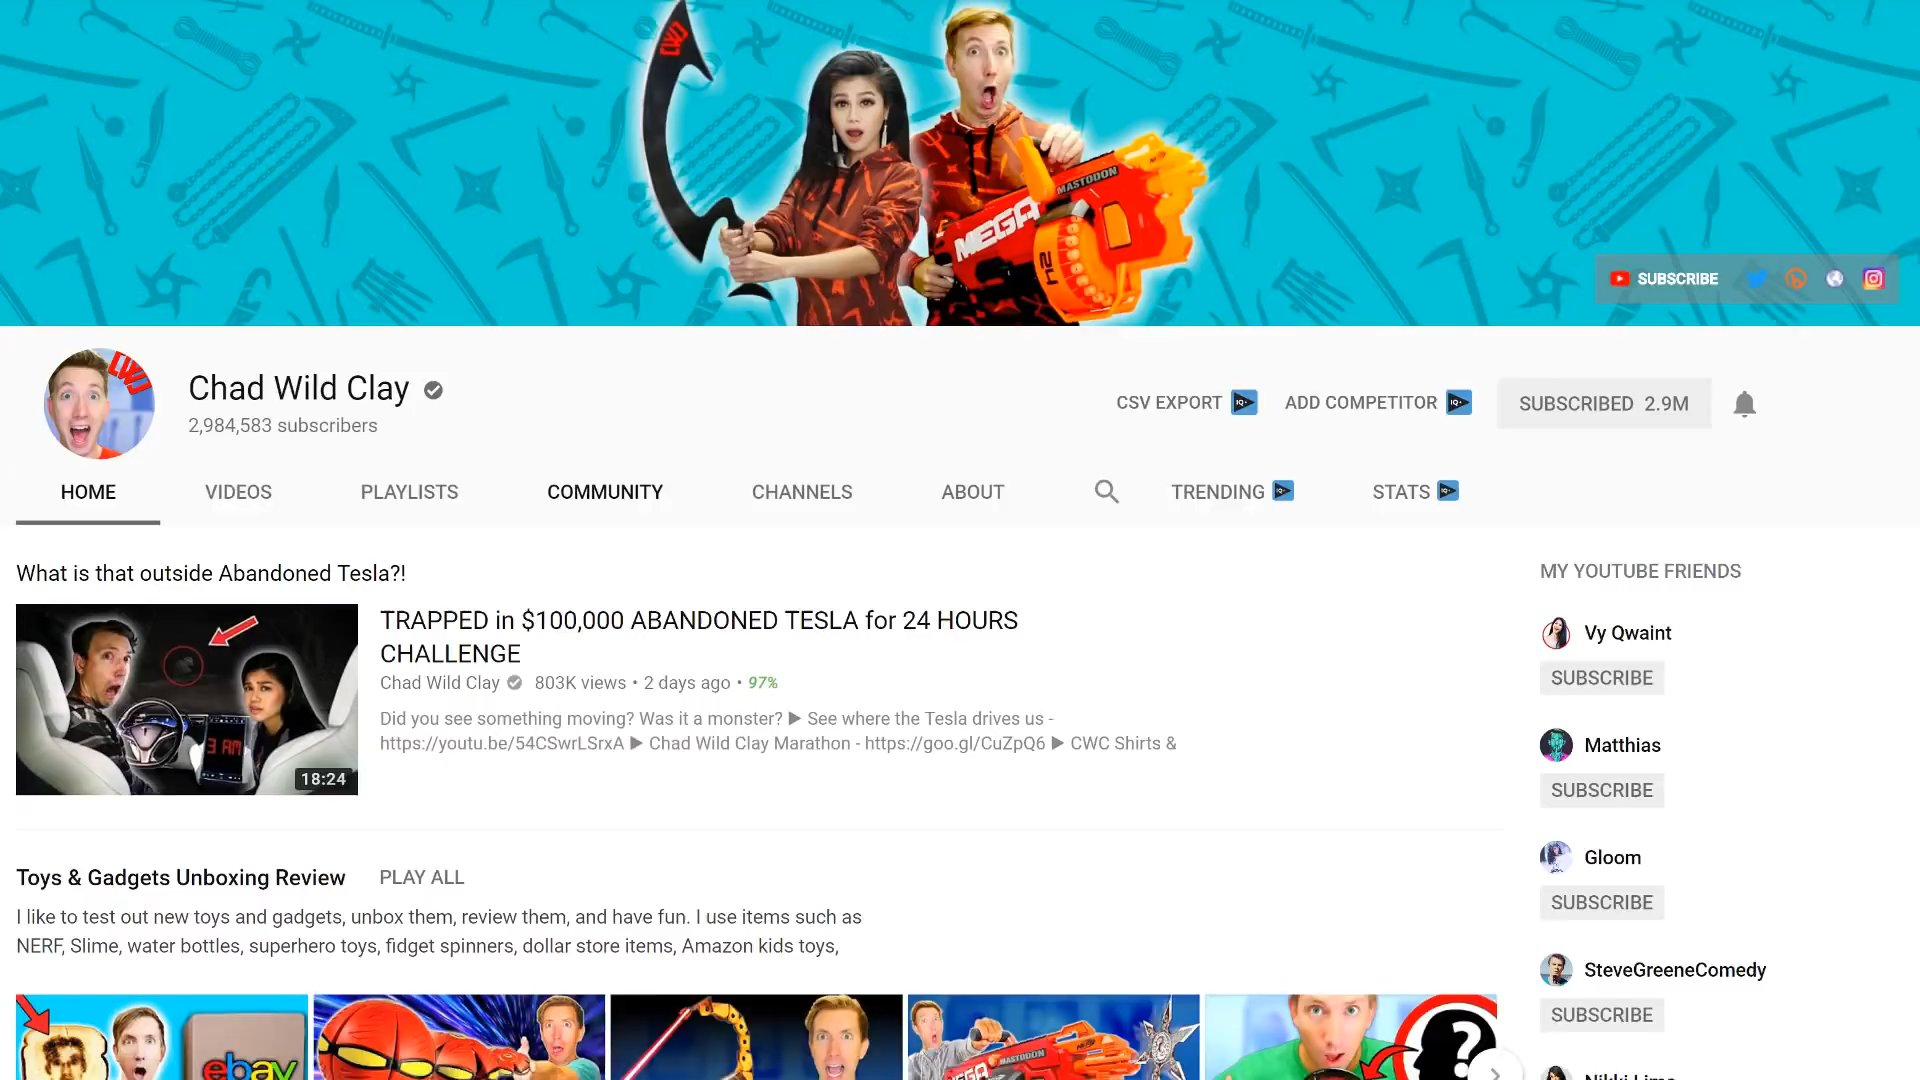 CWC
MASTODON
MEGA
N2
SUBSCRIBE
Chad Wild Clay
2,984,583 subscribers
CSV EXPORT
ADD COMPETITOR
SUBSCRIBED 2.9M
HOME
VIDEOS
PLAYLISTS
COMMUNITY
CHANNELS
ABOUT
TRENDING
STATS
What is that outside Abandoned Tesla?!
3 AM
18:24
TRAPPED in $100,000 ABANDONED TESLA for 24 HOURS
CHALLENGE
Chad Wild Clay 803K views • 2 days ago • 97%
Did you see something moving? Was it a monster? ▶ See where the Tesla drives us -
https://youtu.be/54CSwrLSrxA ▶ Chad Wild Clay Marathon - https://goo.gl/CuZpQ6 ▶ CWC Shirts &
MY YOUTUBE FRIENDS
Vy Qwaint
SUBSCRIBE
Matthias
SUBSCRIBE
Gloom
SUBSCRIBE
SteveGreeneComedy
SUBSCRIBE
Toys & Gadgets Unboxing Review PLAY ALL
I like to test out new toys and gadgets, unbox them, review them, and have fun. I use items such as
NERF, Slime, water bottles, superhero toys, fidget spinners, dollar store items, Amazon kids toys,
ebay
MASTODON
MEGA
?